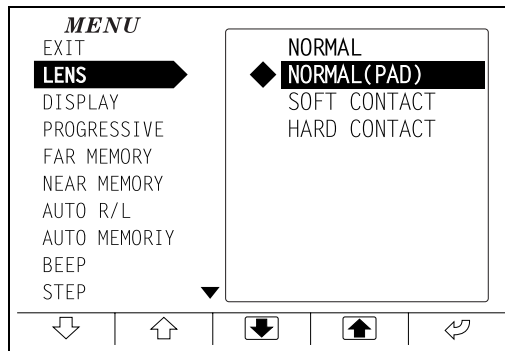 MENU
EXIT
LENS
DISPLAY
PROGRESSIVE
FAR MEMORY
NEAR MEMORY
AUTO R/L
AUTO MEMORIY
BEEP
STEP
NORMAL
NORMAL(PAD)
SOFT CONTACT
HARD CONTACT